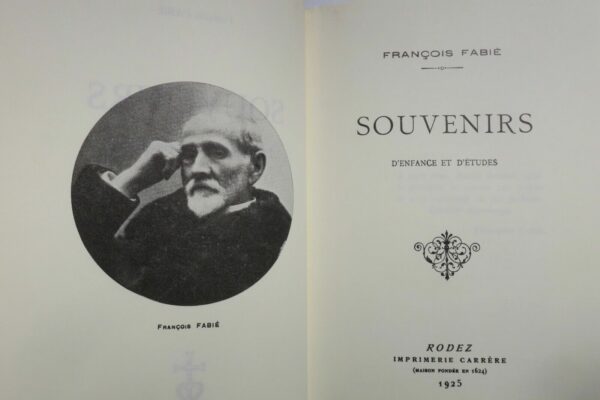 FRANÇOIS FABIÉ
FRANÇOIS FABIÉ
SOUVENIRS
D'ENFANCE ET D'ÉTUDES
RODEZ
IMPRIMERIE CARRÈRE
(MAISON FONDÉE EN 1624)
1925